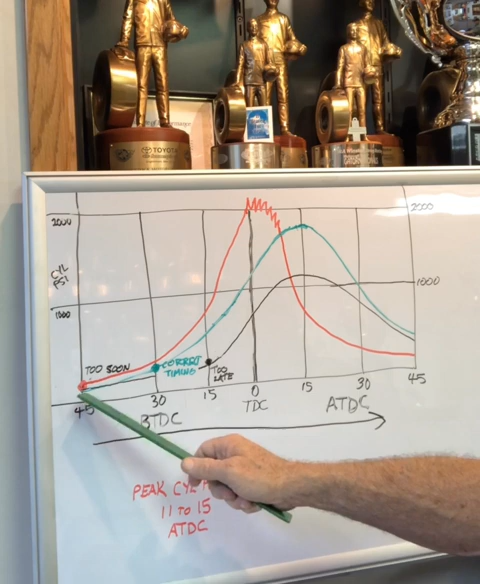 TOYOTA
2000
2000
CYL
PSI
1000
1000
TOO SOON
CORRECT
TIMING
TOO
LATE
45
30
15
0
15
30
45
BTDC
TDC
ATDC
PEAK CYL
11 TO 15
ATDC